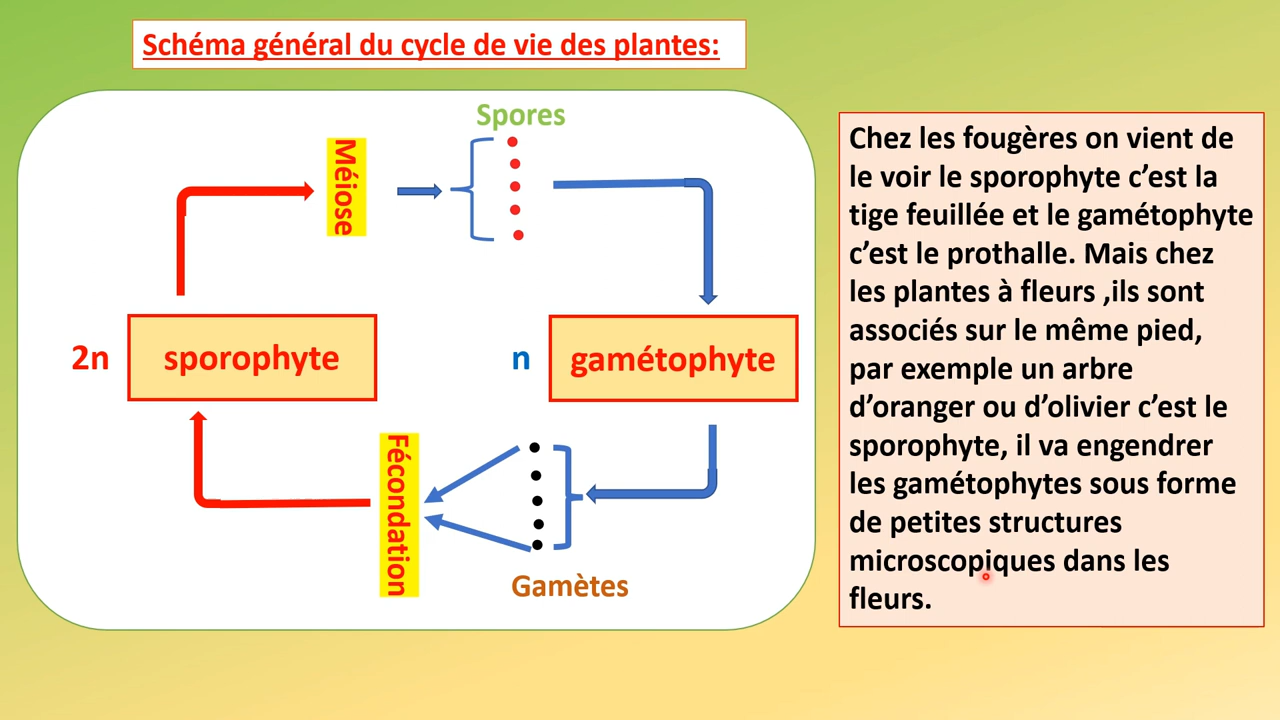 Schéma général du cycle de vie des plantes:
Spores
Méiose
2n
sporophyte
n
gamétophyte
Fécondation
Gamètes
Chez les fougères on vient de
le voir le sporophyte c’est la
tige feuillée et le gamétophyte
c’est le prothalle. Mais chez
les plantes à fleurs ,ils sont
associés sur le même pied,
par exemple un arbre
d’oranger ou d’olivier c’est le
sporophyte, il va engendrer
les gamétophytes sous forme
de petites structures
microscopiques dans les
fleurs.